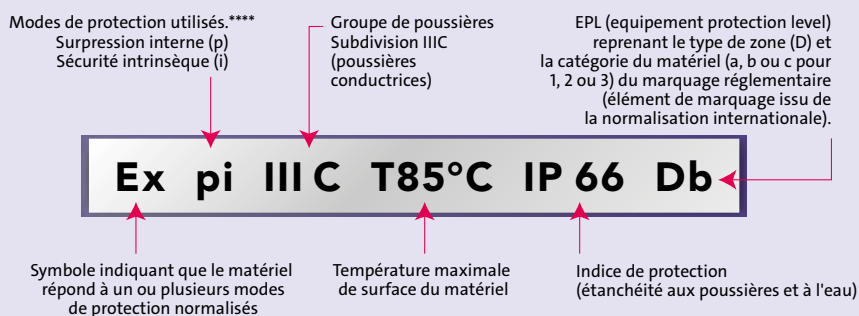 Modes de protection utilisés.****
Surpression interne (p)
Sécurité intrinsèque (i)
Groupe de poussières
Subdivision IIIC
(poussières
conductrices)
EPL (equipement protection level)
reprenant le type de zone (D) et
la catégorie du matériel (a, b ou c pour
1, 2 ou 3) du marquage réglementaire
(élément de marquage issu de
la normalisation internationale).
Ex pi III C T85°C IP 66 Db
Symbole indiquant que le matériel
répond à un ou plusieurs modes
de protection normalisés
Température maximale
de surface du matériel
Indice de protection
(étanchéité aux poussières et à l'eau)